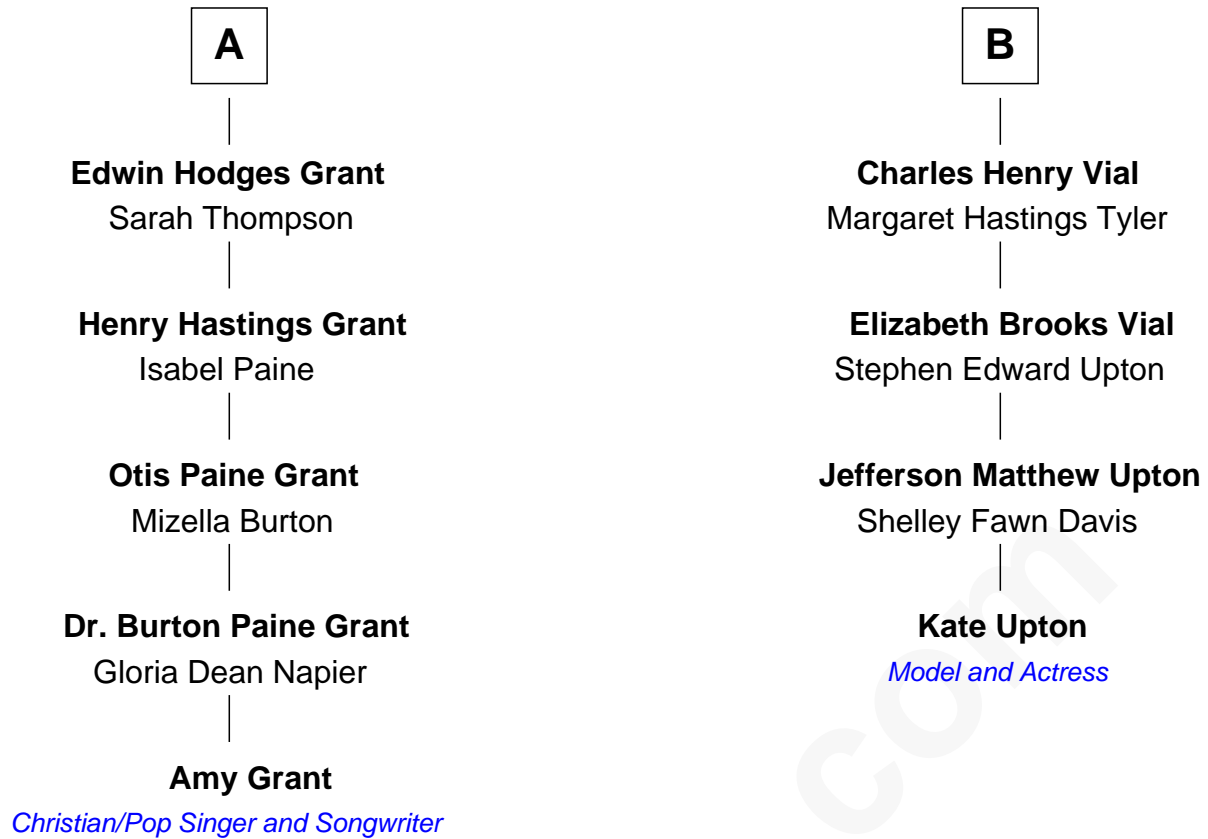 A
Edwin Hodges Grant
Sarah Thompson
Henry Hastings Grant
Isabel Paine
Otis Paine Grant
Mizella Burton
Dr. Burton Paine Grant
Gloria Dean Napier
Amy Grant
Christian/Pop Singer and Songwriter
B
Charles Henry Vial
Margaret Hastings Tyler
Elizabeth Brooks Vial
Stephen Edward Upton
Jefferson Matthew Upton
Shelley Fawn Davis
Kate Upton
Model and Actress
com